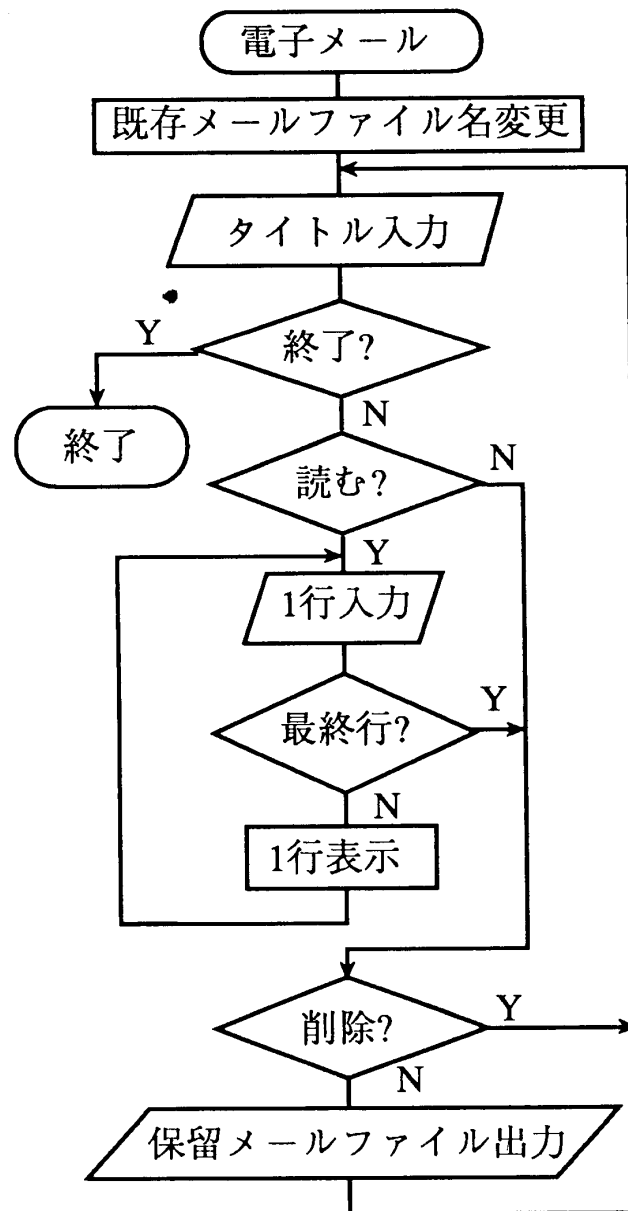 電子メール
既存メールファイル名変更
タイトル入力
終了?
Y
終了
N
読む?
N
Y
1行入力
最終行?
Y
N
1行表示
削除?
Y
N
保留メールファイル出力